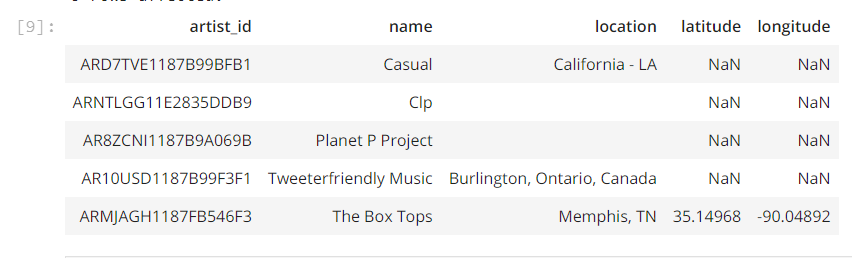 [9]:
artist_id name location latitude longitude
ARD7TVE1187B99BFB1 Casual California - LA NaN NaN
ARNTLGG11E2835DDB9 Clp NaN NaN
AR8ZCNI1187B9A069B Planet P Project NaN NaN
AR10USD1187B99F3F1 Tweeterfriendly Music Burlington, Ontario, Canada NaN NaN
ARMJAGH1187FB546F3 The Box Tops Memphis, TN 35.14968 -90.04892